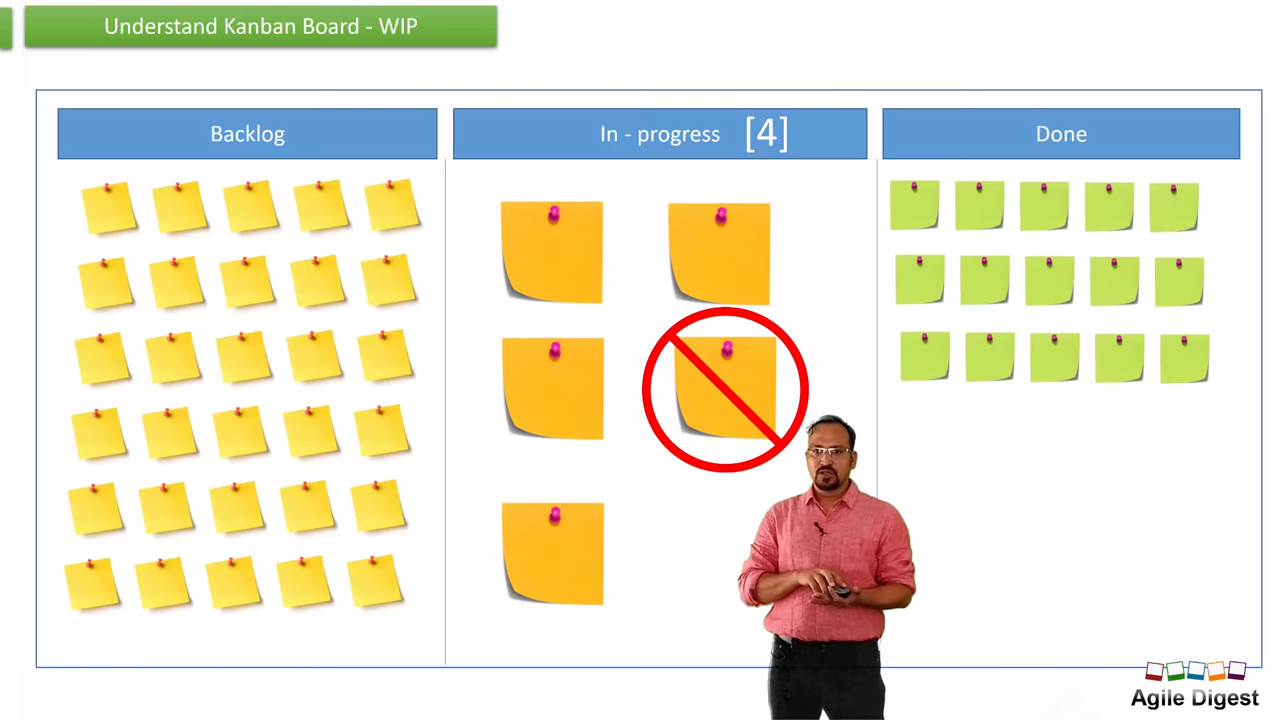 Understand Kanban Board - WIP
Backlog
In - progress [4]
Done
Agile Digest